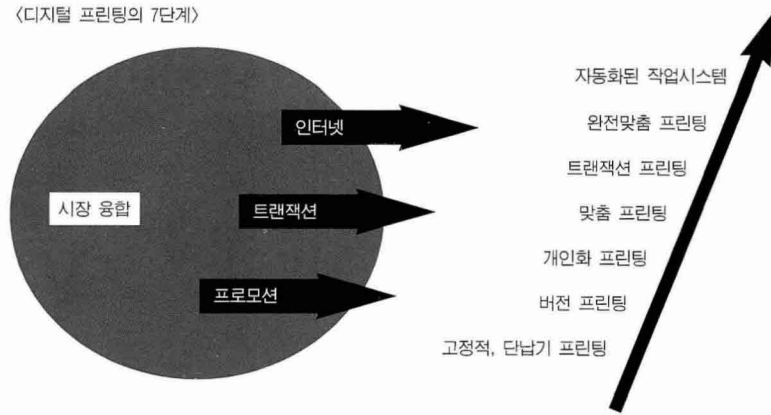 〈디지털 프린팅의 7단계〉
자동화된 작업시스템
인터넷
완전맞춤 프린팅
트랜잭션 프린팅
시장 융합
트랜잭션
맞춤 프린팅
개인화 프린팅
프로모션
버전 프린팅
고정적, 단납기 프린팅